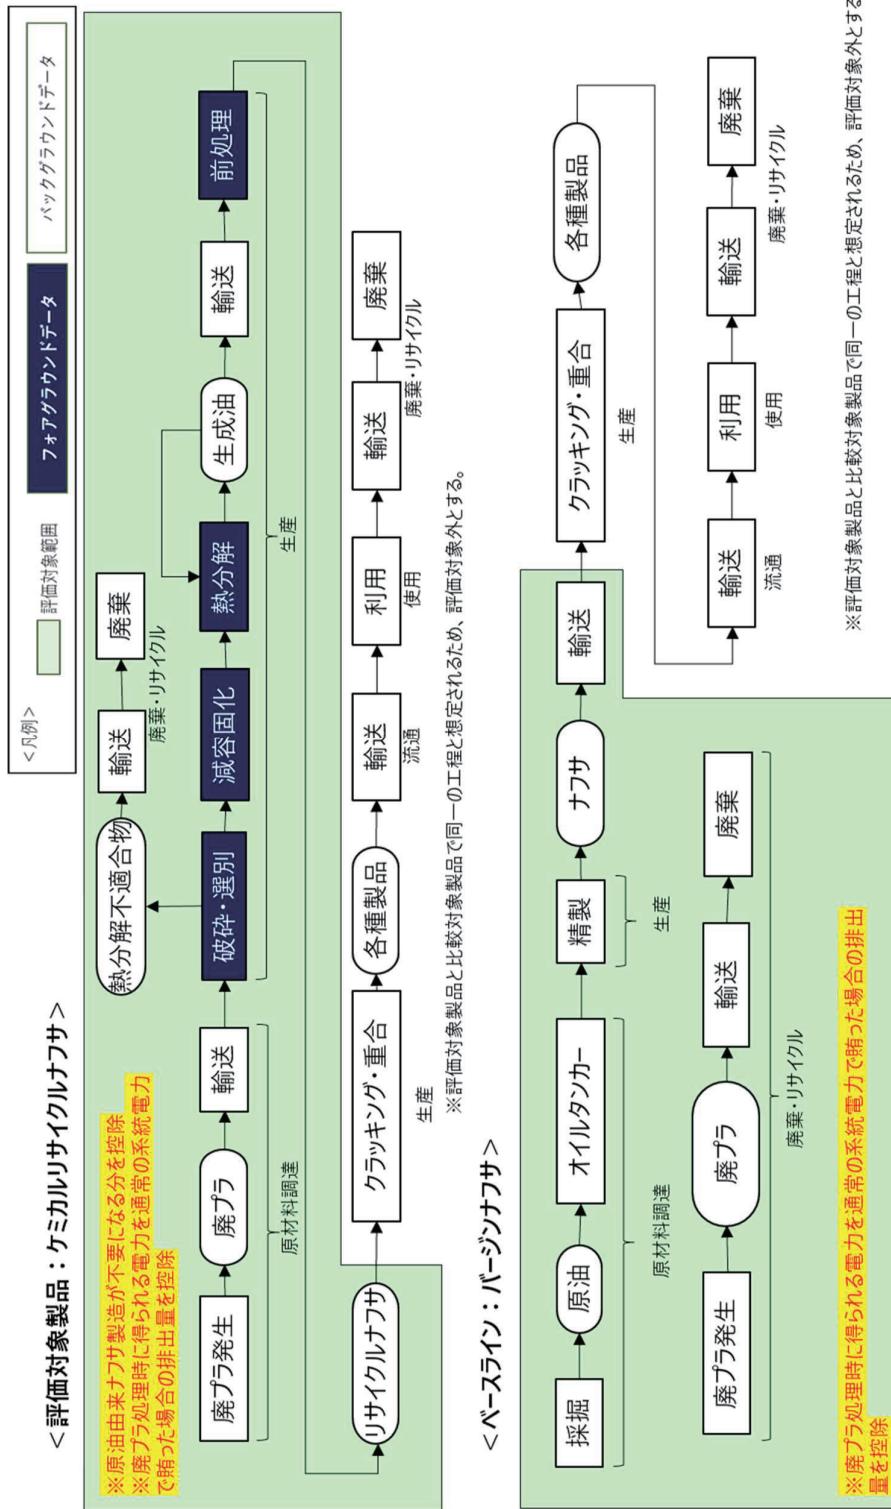 <凡例>
評価対象範囲
フォアグラウンドデータ
バックグラウンドデータ
<評価対象製品：ケミカルリサイクルナフサ>
※原油由来ナフサ製造が不要になる分を控除
※廃プラ処理時に得られる電力を通常の系統電力
で賄った場合の排出量を控除
熱分解不適合物
輸送
廃棄
廃棄・リサイクル
廃プラ発生
廃プラ
輸送
破砕・選別
減容固化
熱分解
生成油
輸送
前処理
原材料調達
生産
リサイクルナフサ
クラッキング・重合
各種製品
輸送
利用
輸送
廃棄
生産
流通
使用
廃棄・リサイクル
※評価対象製品と比較対象製品で同一の工程と想定されるため、評価対象外とする。
<ベースライン：バージンナフサ>
採掘
原油
オイルタンカー
精製
ナフサ
輸送
クラッキング・重合
各種製品
原材料調達
生産
生産
廃プラ発生
廃プラ
輸送
廃棄
廃棄・リサイクル
輸送
利用
輸送
廃棄
流通
使用
廃棄・リサイクル
※廃プラ処理時に得られる電力を通常の系統電力で賄った場合の排出
量を控除
※評価対象製品と比較対象製品で同一の工程と想定されるため、評価対象外とする